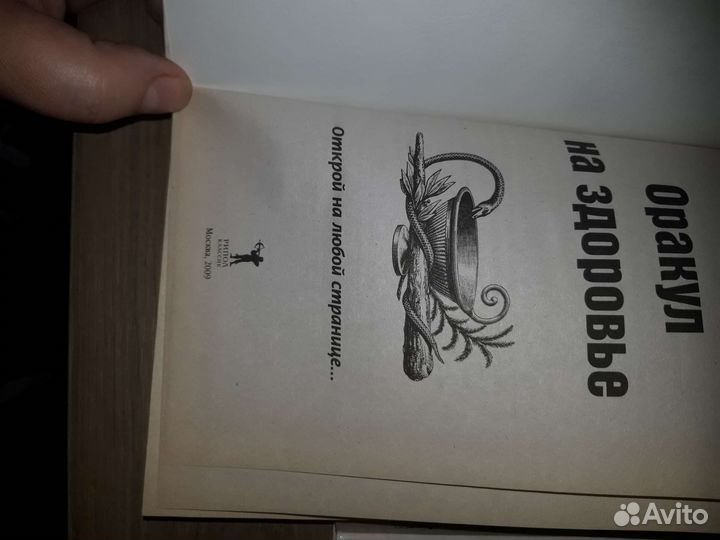 Оракул
на здоровье
Открой на любой странице...
РИПОЛ
КЛАССИК
Москва, 2009
Avito